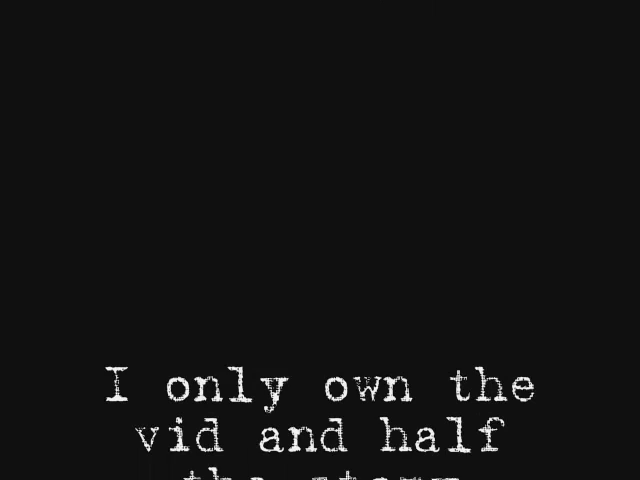 I only own the
vid and half
the story